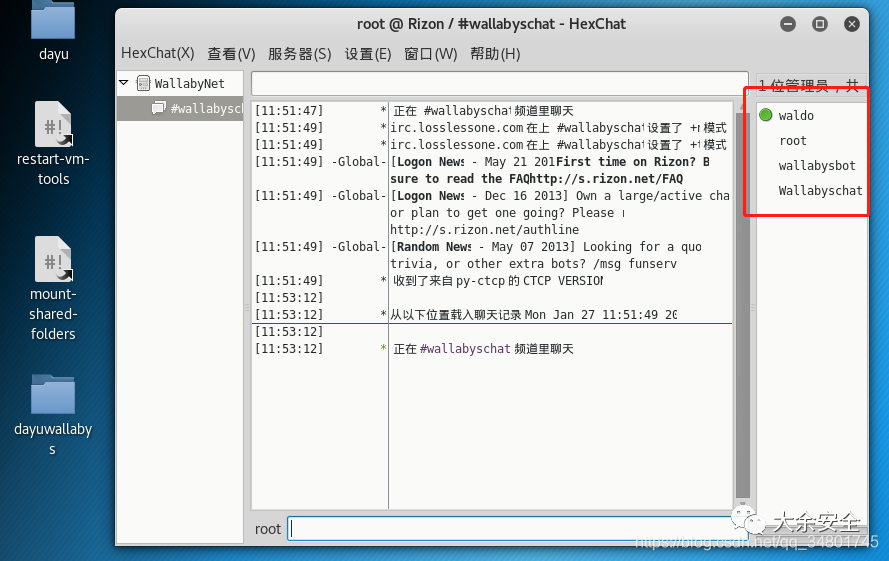 dayu
restart-vm-
tools
mount-
shared-
folders
dayuwallaby
s
root @ Rizon / #wallabyschat - HexChat
HexChat(X) 查看(V) 服务器(S) 设置(E) 窗口(W) 帮助(H)
WallabyNet
#wallabysch
[11:51:47] * 正在 #wallabyschat 频道里聊天
[11:51:49] * irc.losslessone.com 在上 #wallabyschat 设置了 +r 模式
[11:51:49] * irc.losslessone.com 在上 #wallabyschat 设置了 +t 模式
[11:51:49] -Global- [Logon News - May 21 201 First time on Rizon? B
sure to read the FAQ http://s.rizon.net/FAQ
[11:51:49] -Global- [Logon News - Dec 16 2013] Own a large/active cha
or plan to get one going? Please r
http://s.rizon.net/authline
[11:51:49] -Global- [Random News - May 07 2013] Looking for a quo
trivia, or other extra bots? /msg funserv
[11:51:49] * 收到了来自 py-ctcp 的 CTCP VERSION
[11:53:12]
[11:53:12] * 从以下位置载入聊天记录 Mon Jan 27 11:51:49 20
[11:53:12]
[11:53:12] * 正在 #wallabyschat 频道里聊天
1 位管理员，共
waldo
root
wallabysbot
Wallabyschat
root
大余安全
https://blog.csdn.net/qq_34801745